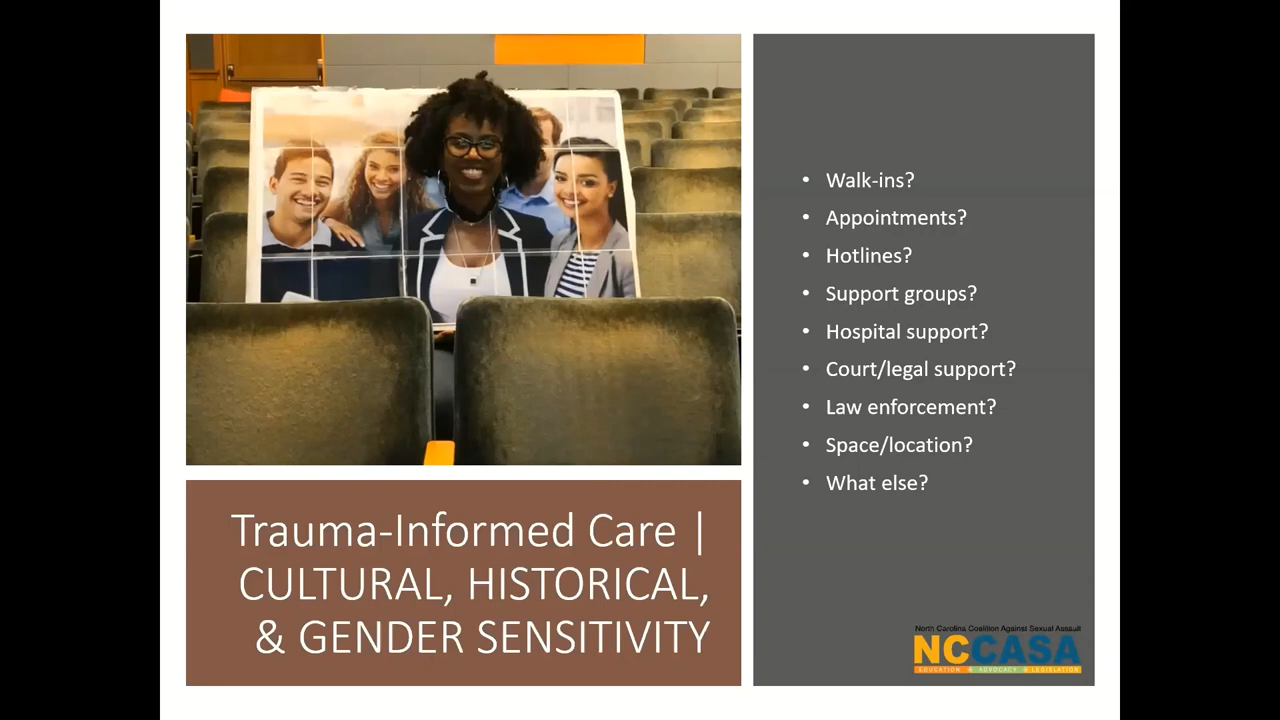 Walk-ins?
Appointments?
Hotlines?
Support groups?
Hospital support?
Court/legal support?
Law enforcement?
Space/location?
What else?
Trauma-Informed Care |
CULTURAL, HISTORICAL,
& GENDER SENSITIVITY
North Carolina Coalition Against Sexual Assault
NCCASA
EDUCATION ADVOCACY LEGISLATION